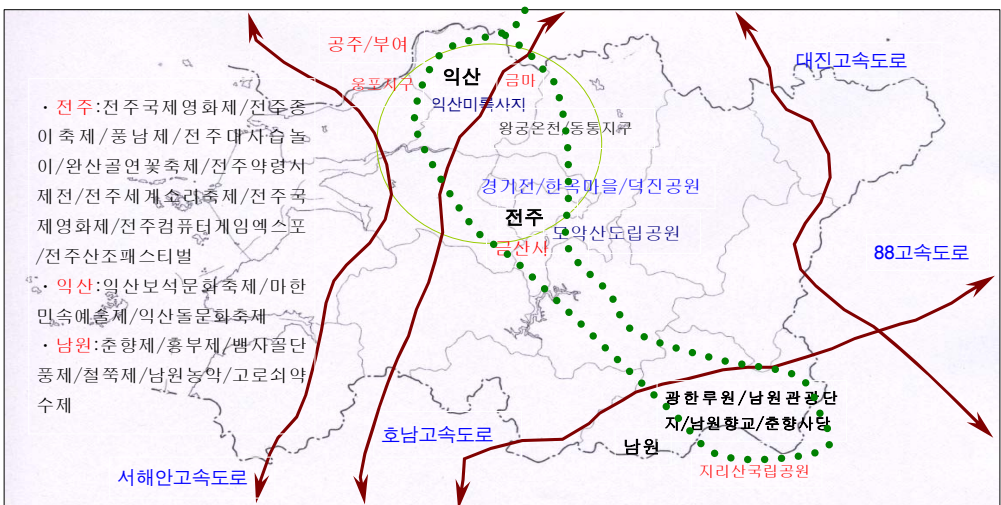 공주/부여
대진고속도로
익산
금마
웅포지구
익산미륵사지
· 전주:전주국제영화제/전주종
이축제/풍남제/전주대사습놀
이/완산골연꽃축제/전주약령시
제전/전주세계소리축제/전주국
제영화제/전주컴퓨터게임엑스포
/전주산조패스티벌
· 익산:익산보석문화축제/마한
민속예술제/익산돌문화축제
· 남원:춘향제/흥부제/뱀사골단
풍제/철쭉제/남원농악/고로쇠약
수제
왕궁온천/동통지구
경기전/한옥마을/덕진공원
전주
모악산도립공원
금산사
88고속도로
광한루원/남원관광단
지/남원향교/춘향사당
호남고속도로
남원
지리산국립공원
서해안고속도로